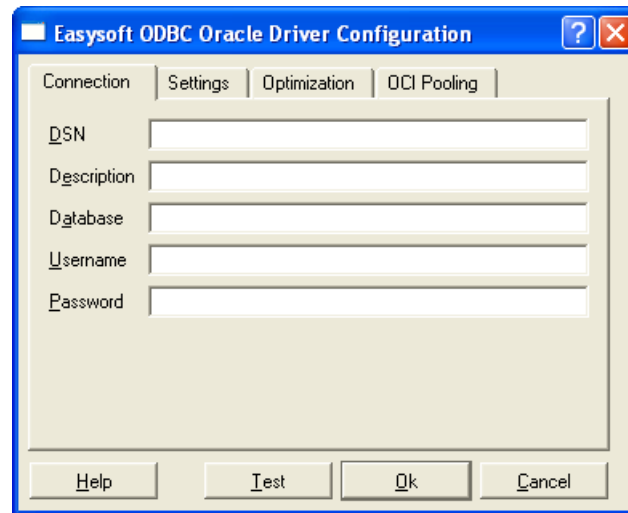 Easysoft ODBC Oracle Driver Configuration ?
Connection Settings Optimization OCI Pooling
DSN
Description
Database
Username
Password
Help Test Ok Cancel